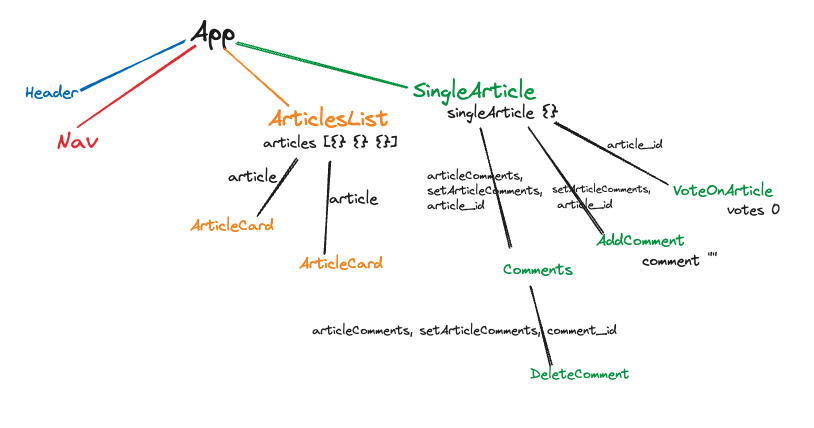 App
Header
Nav
ArticlesList
articles [{} {} {}]
article
article
ArticleCard
ArticleCard
SingleArticle
singleArticle {}
article_id
articleComments,
setArticleComments,
article_id
setArticleComments,
article_id
VoteOnArticle
votes 0
AddComment
comment ""
Comments
articleComments, setArticleComments, comment_id
DeleteComment